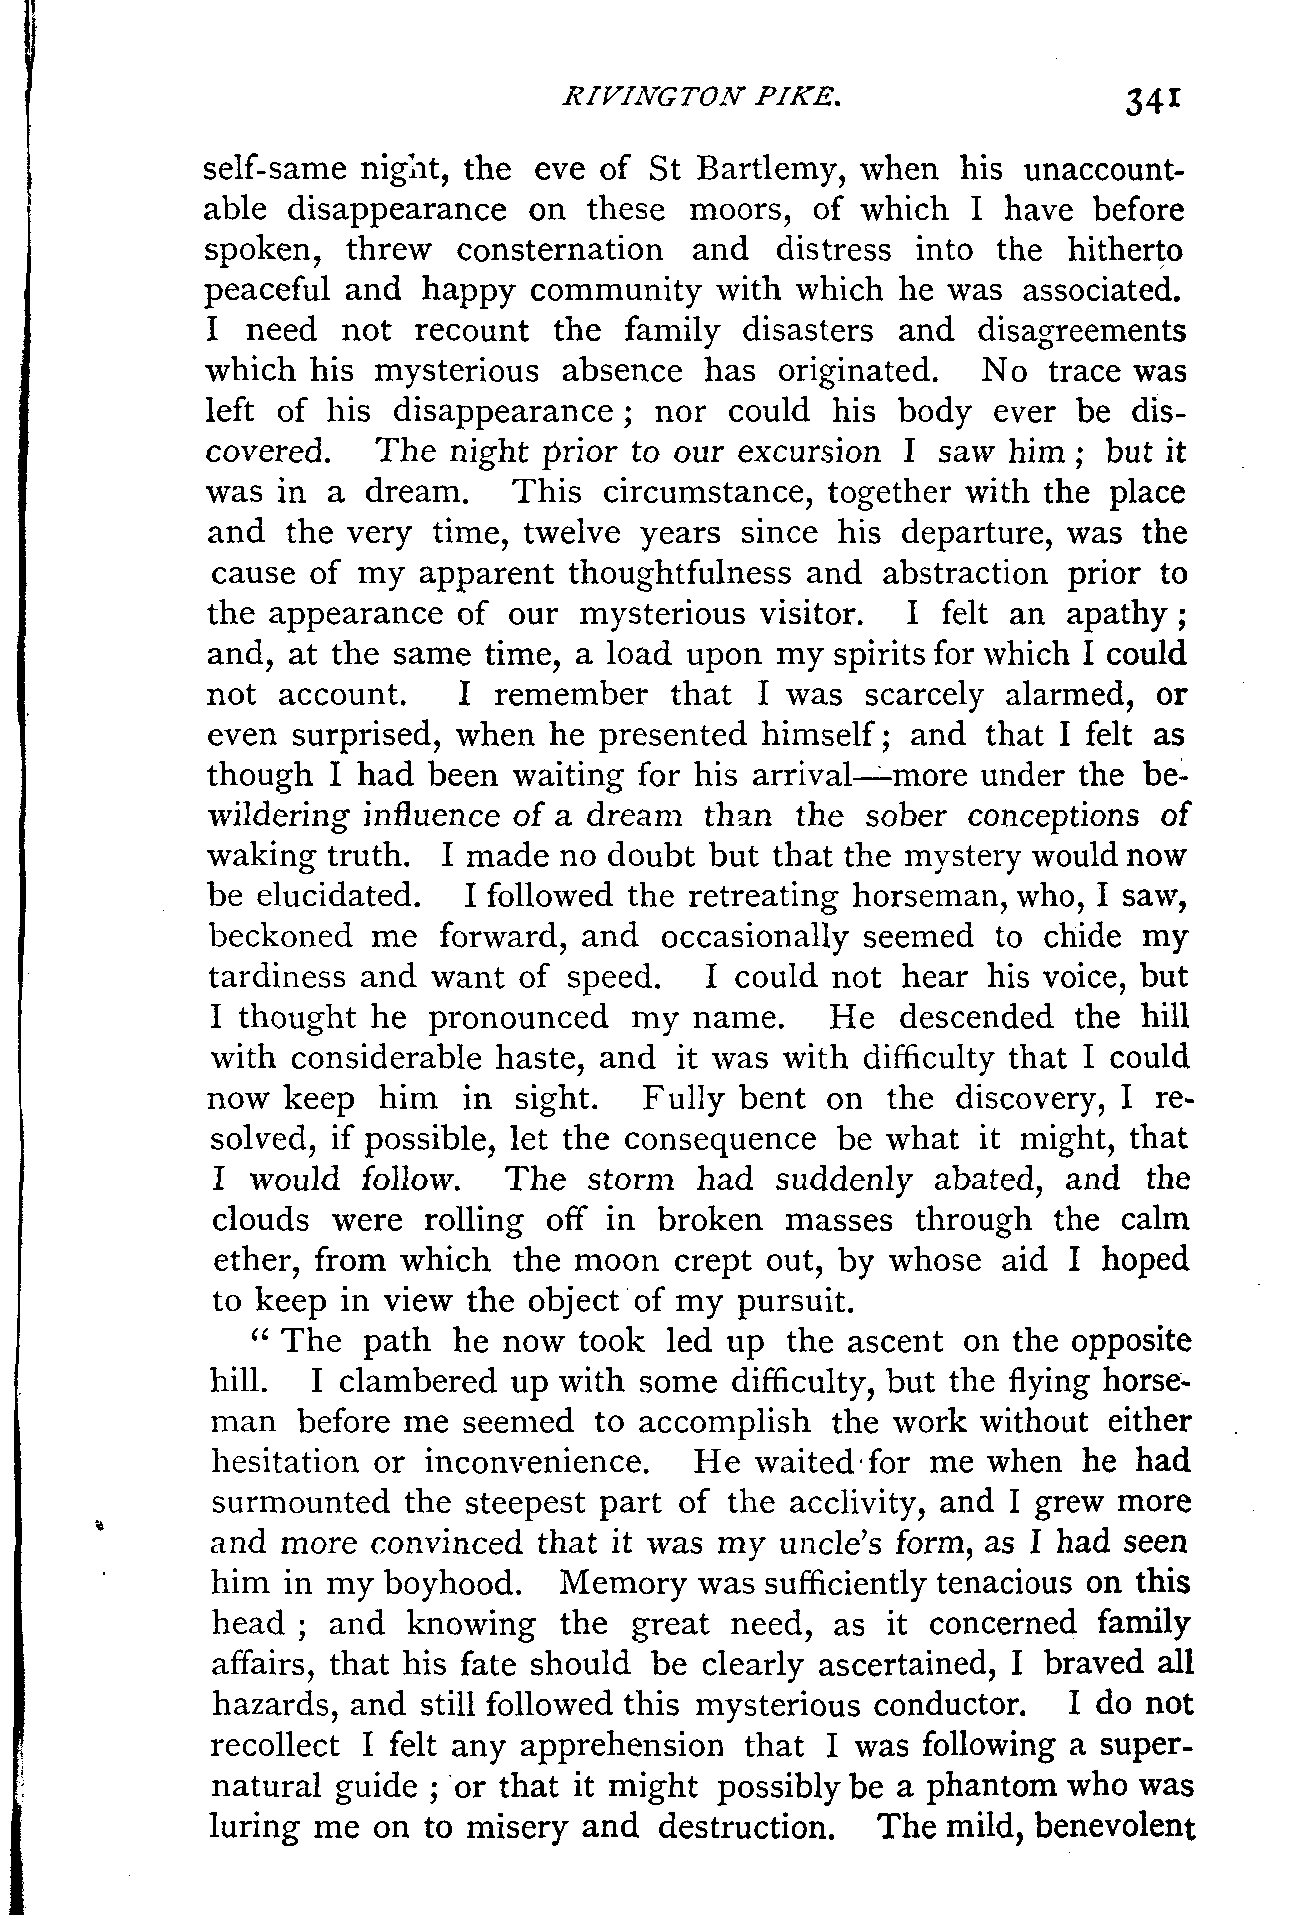 RIVINGTON PIKE. 341
self-same night, the eve of St Bartlemy, when his unaccount-
able disappearance on these moors, of which I have before
spoken, threw consternation and distress into the hitherto
peaceful and happy community with which he was associated.
I need not recount the family disasters and disagreements
which his mysterious absence has originated. No trace was
left of his disappearance ; nor could his body ever be dis-
covered. The night prior to our excursion I saw him ; but it
was in a dream. This circumstance, together with the place
and the very time, twelve years since his departure, was the
cause of my apparent thoughtfulness and abstraction prior to
the appearance of our mysterious visitor. I felt an apathy ;
and, at the same time, a load upon my spirits for which I could
not account. I remember that I was scarcely alarmed, or
even surprised, when he presented himself ; and that I felt as
though I had been waiting for his arrival—more under the be-
wildering influence of a dream than the sober conceptions of
waking truth. I made no doubt but that the mystery would now
be elucidated. I followed the retreating horseman, who, I saw,
beckoned me forward, and occasionally seemed to chide my
tardiness and want of speed. I could not hear his voice, but
I thought he pronounced my name. He descended the hill
with considerable haste, and it was with difficulty that I could
now keep him in sight. Fully bent on the discovery, I re-
solved, if possible, let the consequence be what it might, that
I would follow. The storm had suddenly abated, and the
clouds were rolling off in broken masses through the calm
ether, from which the moon crept out, by whose aid I hoped
to keep in view the object of my pursuit.
“ The path he now took led up the ascent on the opposite
hill. I clambered up with some difficulty, but the flying horse-
man before me seemed to accomplish the work without either
hesitation or inconvenience. He waited for me when he had
surmounted the steepest part of the acclivity, and I grew more
and more convinced that it was my uncle's form, as I had seen
him in my boyhood. Memory was sufficiently tenacious on this
head ; and knowing the great need, as it concerned family
affairs, that his fate should be clearly ascertained, I braved all
hazards, and still followed this mysterious conductor. I do not
recollect I felt any apprehension that I was following a super-
natural guide ; or that it might possibly be a phantom who was
luring me on to misery and destruction. The mild, benevolent